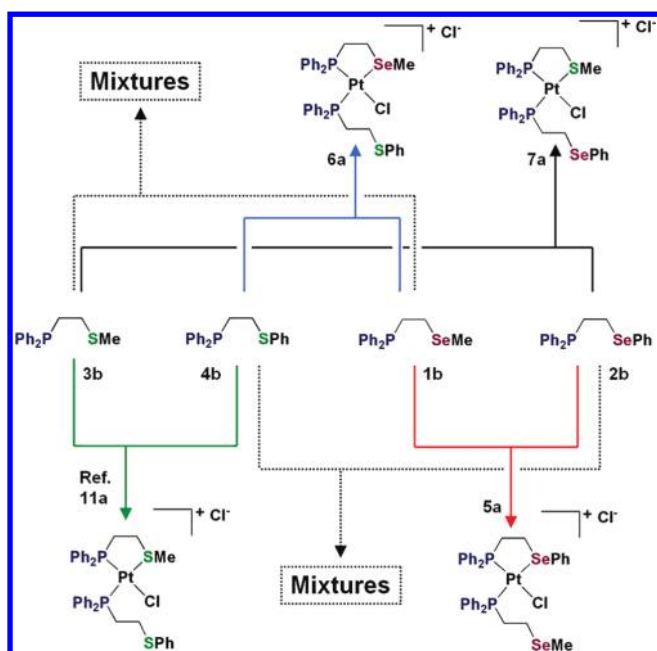 + Cl-
+ Cl-
Mixtures
Ph2P SeMe
Pt
Ph2P Cl
SPh
6a
Ph2P SMe
Pt
Ph2P Cl
SePh
7a
Ph2P SMe
3b
Ph2P SPh
4b
Ph2P SeMe
1b
Ph2P SePh
2b
Ref.
11a
5a
+ Cl-
+ Cl-
Ph2P SMe
Pt
Ph2P Cl
SPh
Mixtures
Ph2P SePh
Pt
Ph2P Cl
SeMe